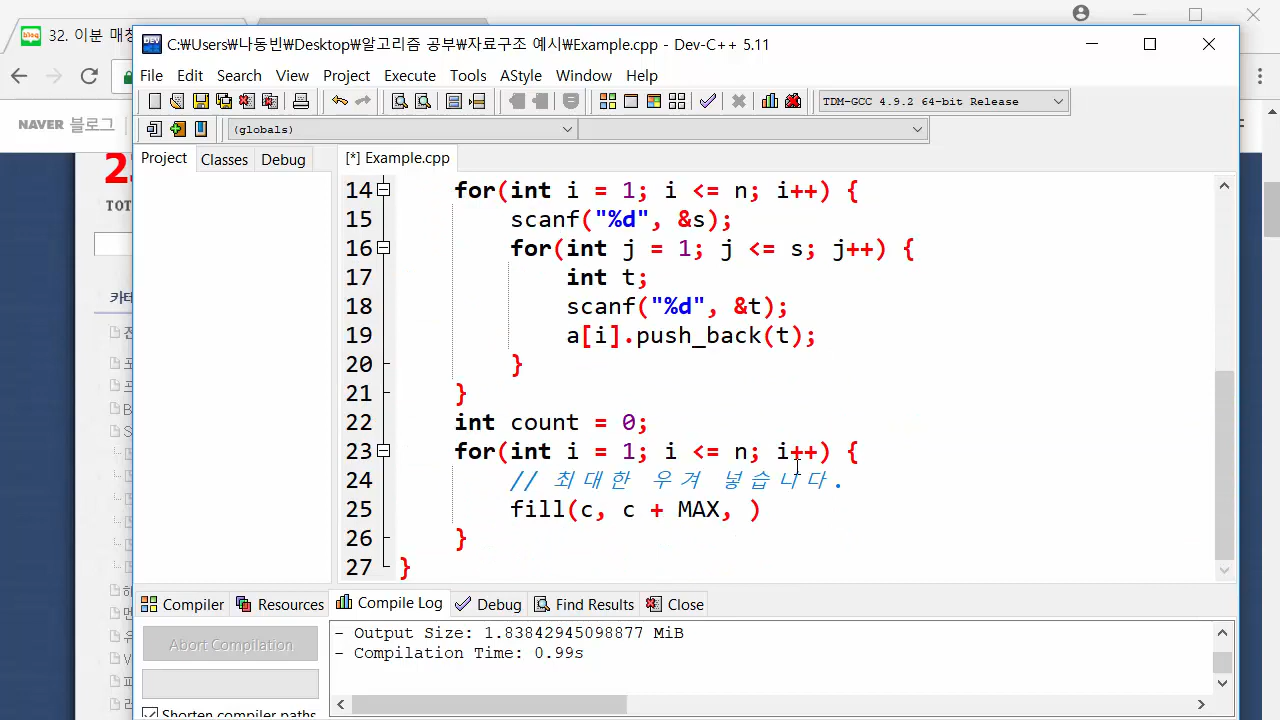 blog 32. 이분 매칭
C:\Users\나동빈\Desktop\알고리즘 공부\자료구조 예시\Example.cpp - Dev-C++ 5.11
File Edit Search View Project Execute Tools AStyle Window Help
TDM-GCC 4.9.2 64-bit Release
(globals)
NAVER 블로그
Project Classes Debug
[*] Example.cpp
TOT
14 for(int i = 1; i <= n; i++) {
15 scanf("%d", &s);
16 for(int j = 1; j <= s; j++) {
17 int t;
18 scanf("%d", &t);
19 a[i].push_back(t);
20 }
21 }
22 int count = 0;
23 for(int i = 1; i <= n; i++) {
24 // 최대한 우겨 넣습니다.
25 fill(c, c + MAX, )
26 }
27 }
카테
Compiler Resources Compile Log Debug Find Results Close
Abort Compilation
- Output Size: 1.83842945098877 MiB
- Compilation Time: 0.99s
Shorten compiler paths